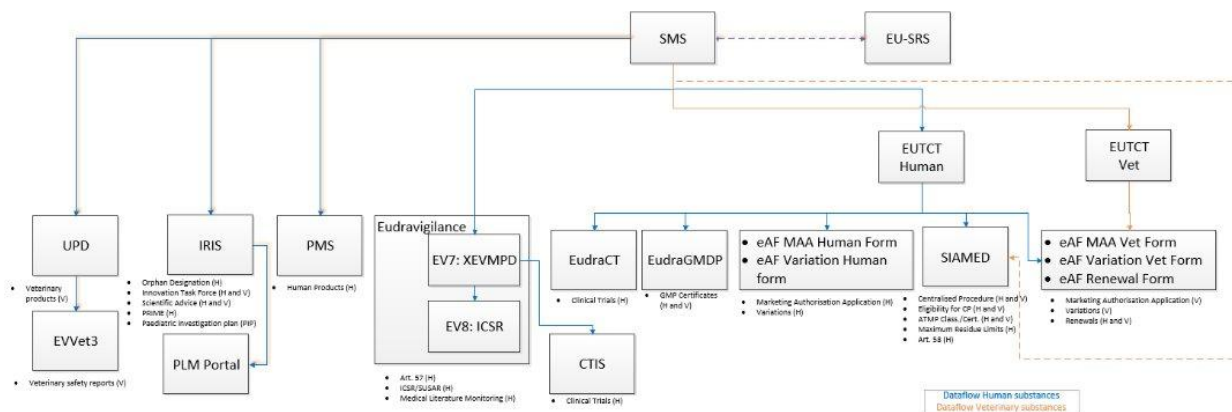 SMS
EU-SRS
EUTCT
Human
EUTCT
Vet
UPD
• Veterinary
products (V)
EVVet3
• Veterinary safety reports (V)
IRIS
• Orphan Designation (H)
• Innovation Task Force (H and V)
• Scientific Advice (H and V)
• PRIME (H)
• Paediatric investigation plan (PIP)
PLM Portal
PMS
• Human Products (H)
Eudravigilance
EV7: XEVMPD
EV8: ICSR
• Art. 57 (H)
• ICSR/SUSAR (H)
• Medical Literature Monitoring (H)
EudraCT
• Clinical Trials (H)
CTIS
• Clinical Trials (H)
EudraGMDP
• GMP Certificates
(H and V)
• eAF MAA Human Form
• eAF Variation Human
form
• Marketing Authorisation Application (H)
• Variations (H)
SIAMED
• Centralised Procedure (H and V)
• Eligibility for CP (H and V)
• ATMP Class./Cert. (H and V)
• Maximum Residue Limits (H)
• Art. 58 (H)
• eAF MAA Vet Form
• eAF Variation Vet Form
• eAF Renewal Form
• Marketing Authorisation Application (V)
• Variations (V)
• Renewals (H and V)
Dataflow Human substances
Dataflow Veterinary substances